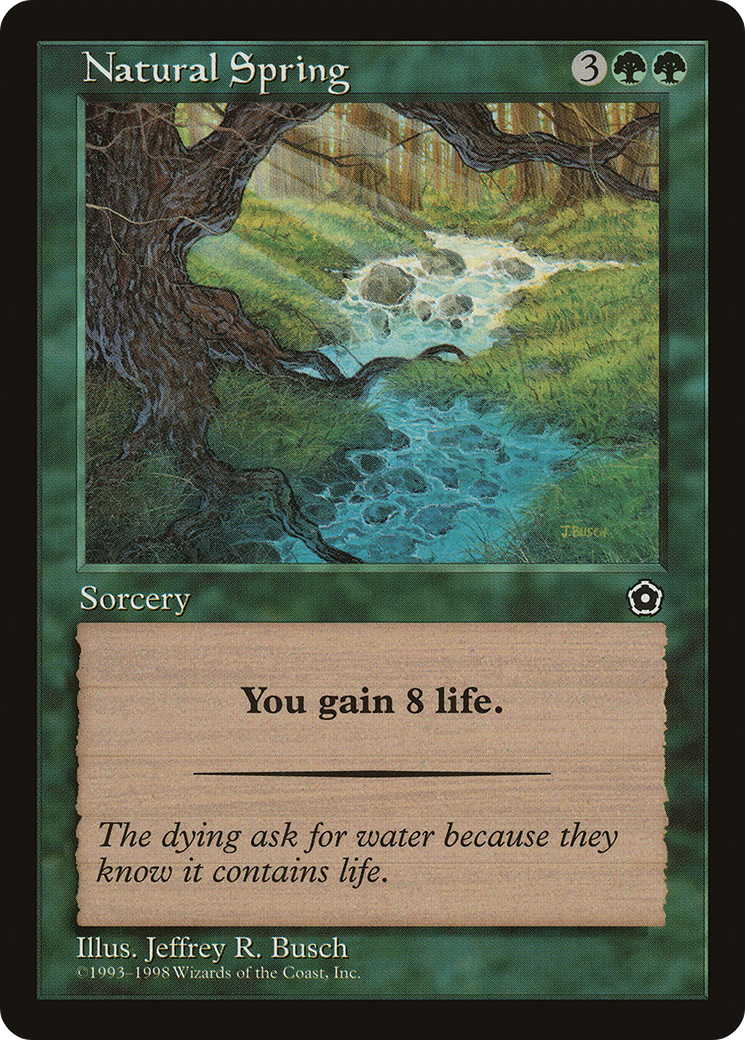 Natural Spring 3
J. BUSCH
Sorcery
You gain 8 life.
The dying ask for water because they
know it contains life.
Illus. Jeffrey R. Busch
©1993–1998 Wizards of the Coast, Inc.